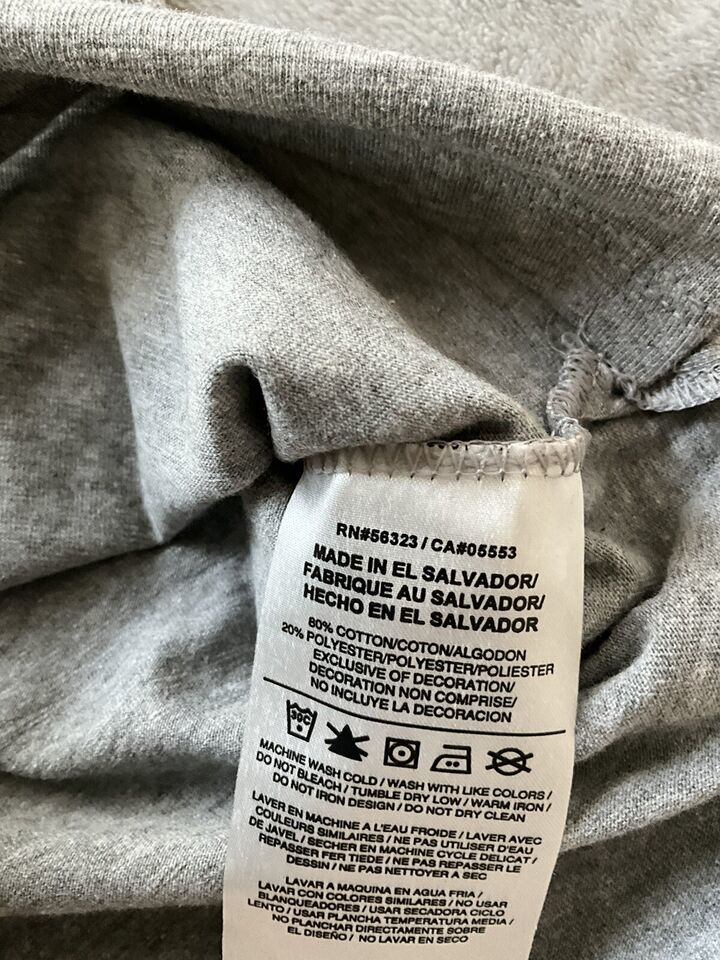 RN#56323 / CA#05553
MADE IN EL SALVADOR/
FABRIQUE AU SALVADOR/
HECHO EN EL SALVADOR
80% COTTON/COTON/ALGODON
20% POLYESTER/POLYESTER/POLIESTER
EXCLUSIVE OF DECORATION/
DECORATION NON COMPRISE/
NO INCLUYE LA DECORACION
30C
MACHINE WASH COLD / WASH WITH LIKE COLORS /
DO NOT BLEACH / TUMBLE DRY LOW / WARM IRON /
DO NOT IRON DESIGN / DO NOT DRY CLEAN
LAVER EN MACHINE A L'EAU FROIDE / LAVER AVEC
COULEURS SIMILAIRES / NE PAS UTILISER D'EAU
DE JAVEL / SECHER EN MACHINE CYCLE DELICAT /
REPASSER FER TIEDE / NE PAS REPASSER LE
DESSIN / NE PAS NETTOYER A SEC
LAVAR A MAQUINA EN AGUA FRIA /
LAVAR CON COLORES SIMILARES / NO USAR
BLANQUEADORES / USAR SECADORA CICLO
LENTO / USAR PLANCHA TEMPERATURA MEDIA /
NO PLANCHAR DIRECTAMENTE SOBRE
EL DISEÑO / NO LAVAR EN SECO